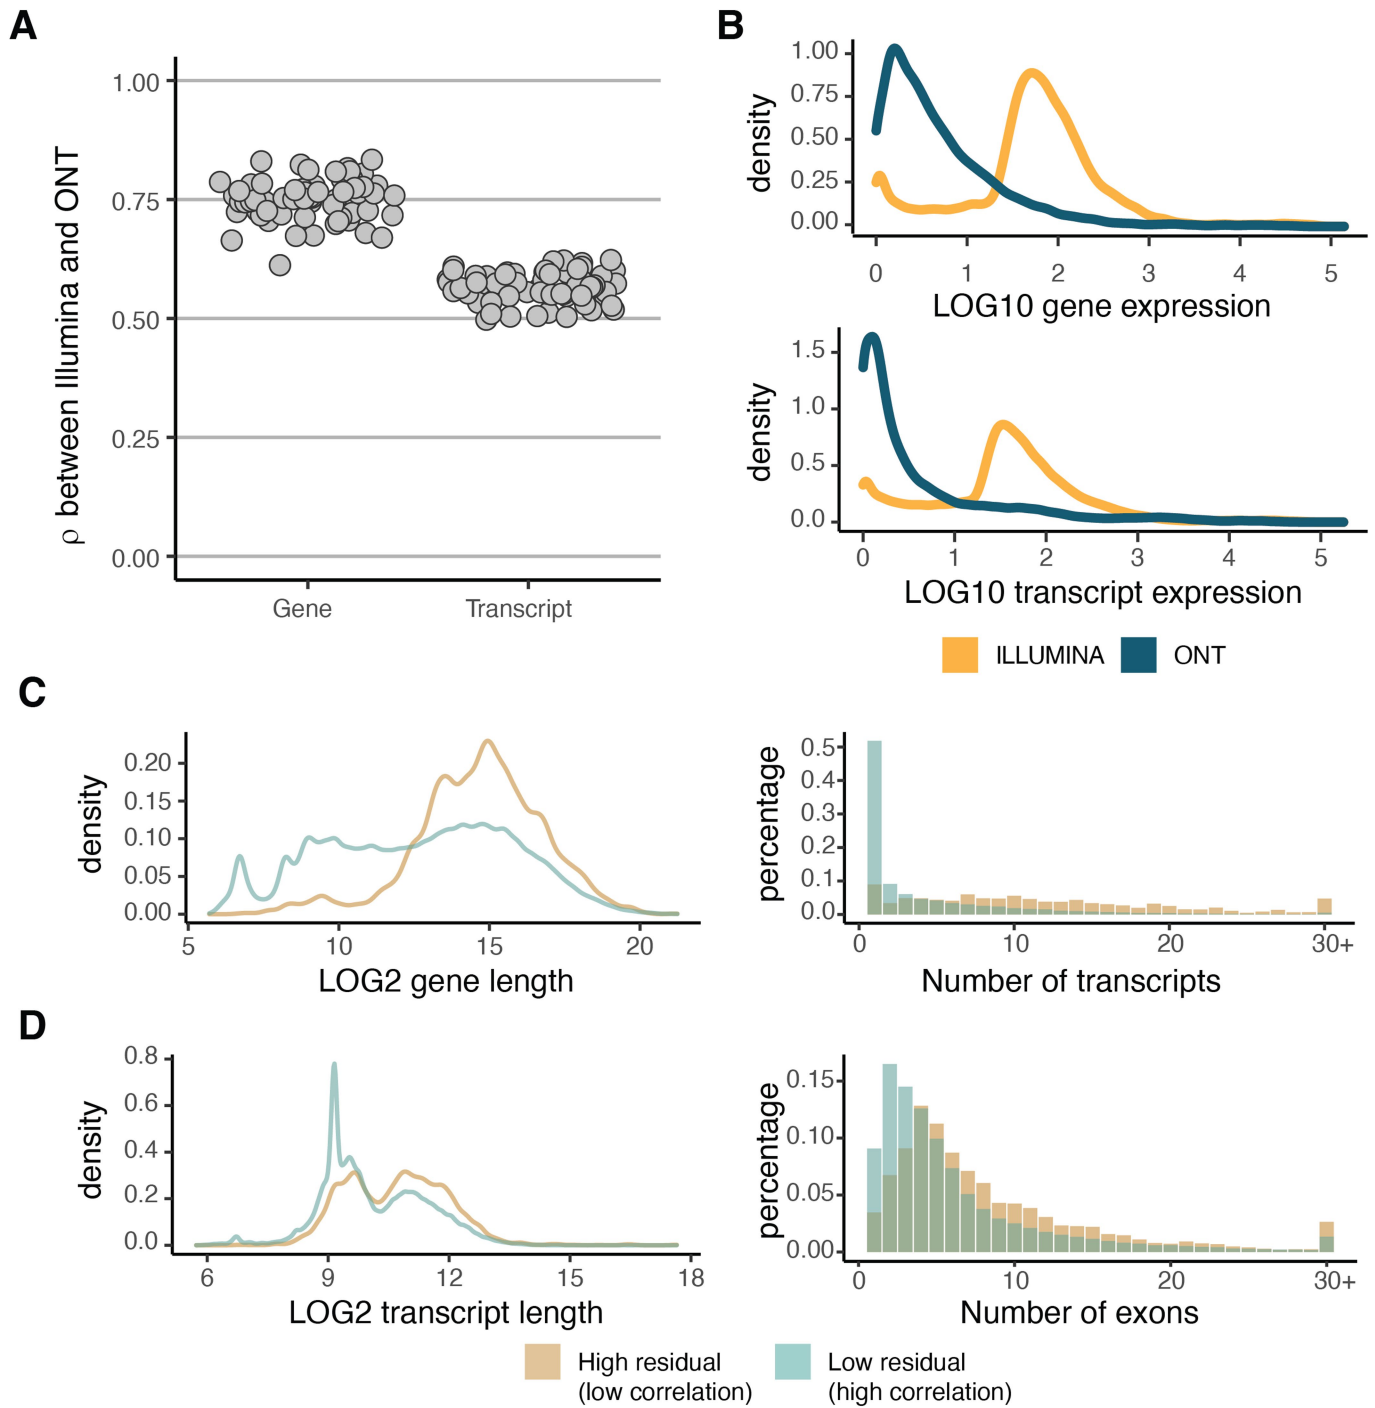 A
1.00
0.75
0.50
0.25
0.00
ρ between Illumina and ONT
Gene
Transcript
B
1.00
0.75
0.50
0.25
0.00
density
0 1 2 3 4 5
LOG10 gene expression
1.5
1.0
0.5
0.0
density
0 1 2 3 4 5
LOG10 transcript expression
ILLUMINA
ONT
C
0.20
0.15
0.10
0.05
0.00
density
5 10 15 20
LOG2 gene length
0.5
0.4
0.3
0.2
0.1
0.0
percentage
0 10 20 30+
Number of transcripts
D
0.8
0.6
0.4
0.2
0.0
density
6 9 12 15 18
LOG2 transcript length
0.15
0.10
0.05
0.00
percentage
0 10 20 30+
Number of exons
High residual
(low correlation)
Low residual
(high correlation)